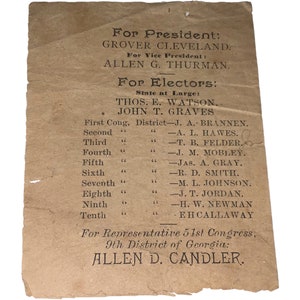 For President:
GROVER CLEVELAND.
For Vice President:
ALLEN G. THURMAN.
For Electors:
State at Large:
THOS. E. WATSON.
JOHN T. GRAVES
First Cong. District—J. A. BRANNEN.
Second " " —A. L. HAWES.
Third " " —T. B. FELDER.
Fourth " " —J. M. MOBLEY.
Fifth " " —JAS. A. GRAY.
Sixth " " —R. D. SMITH.
Seventh " " —M. L. JOHNSON.
Eighth " " —J. T. JORDAN.
Ninth " " —H. W. NEWMAN
Tenth " " —E H CALLAWAY
For Representative 51st Congress,
9th District of Georgia:
ALLEN D. CANDLER.